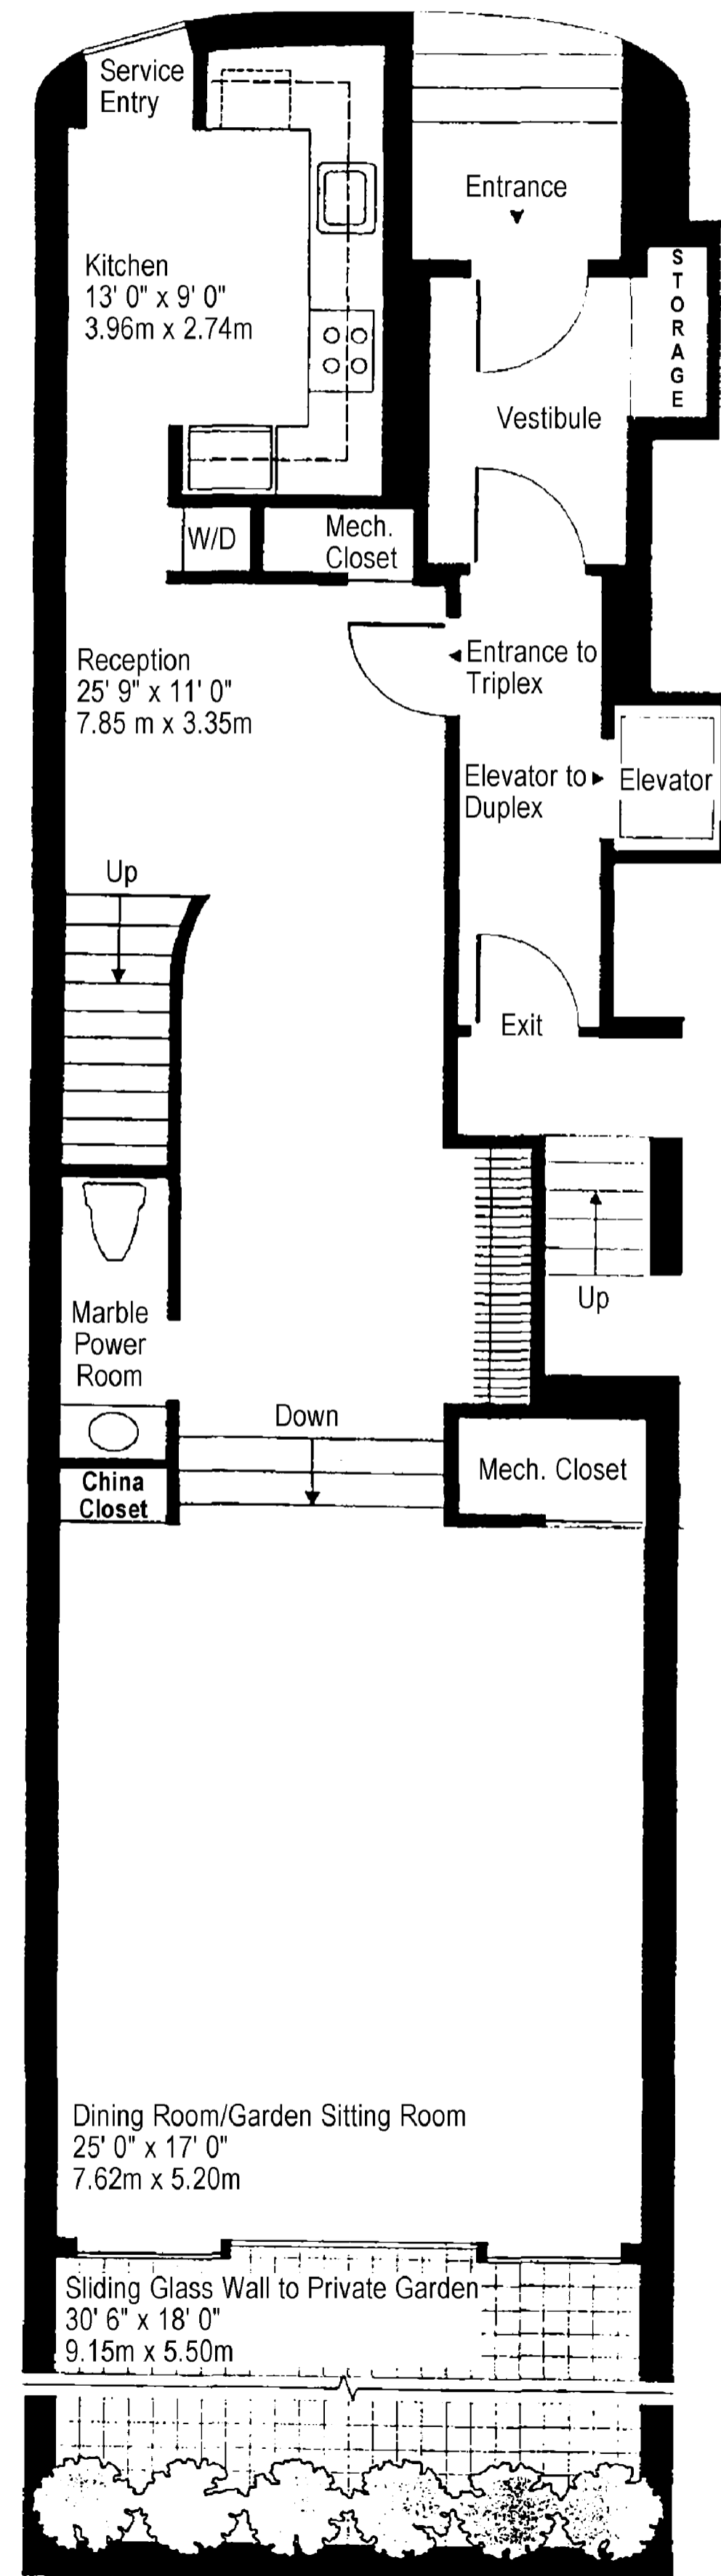 Service
Entry
Entrance
Kitchen
13' 0" x 9' 0"
3.96m x 2.74m
STORAGE
Vestibule
W/D
Mech.
Closet
Reception
25' 9" x 11' 0"
7.85 m x 3.35m
Entrance to
Triplex
Elevator to
Duplex
Elevator
Up
Exit
Marble
Power
Room
Up
Down
China
Closet
Mech. Closet
Dining Room/Garden Sitting Room
25' 0" x 17' 0"
7.62m x 5.20m
Sliding Glass Wall to Private Garden
30' 6" x 18' 0"
9.15m x 5.50m